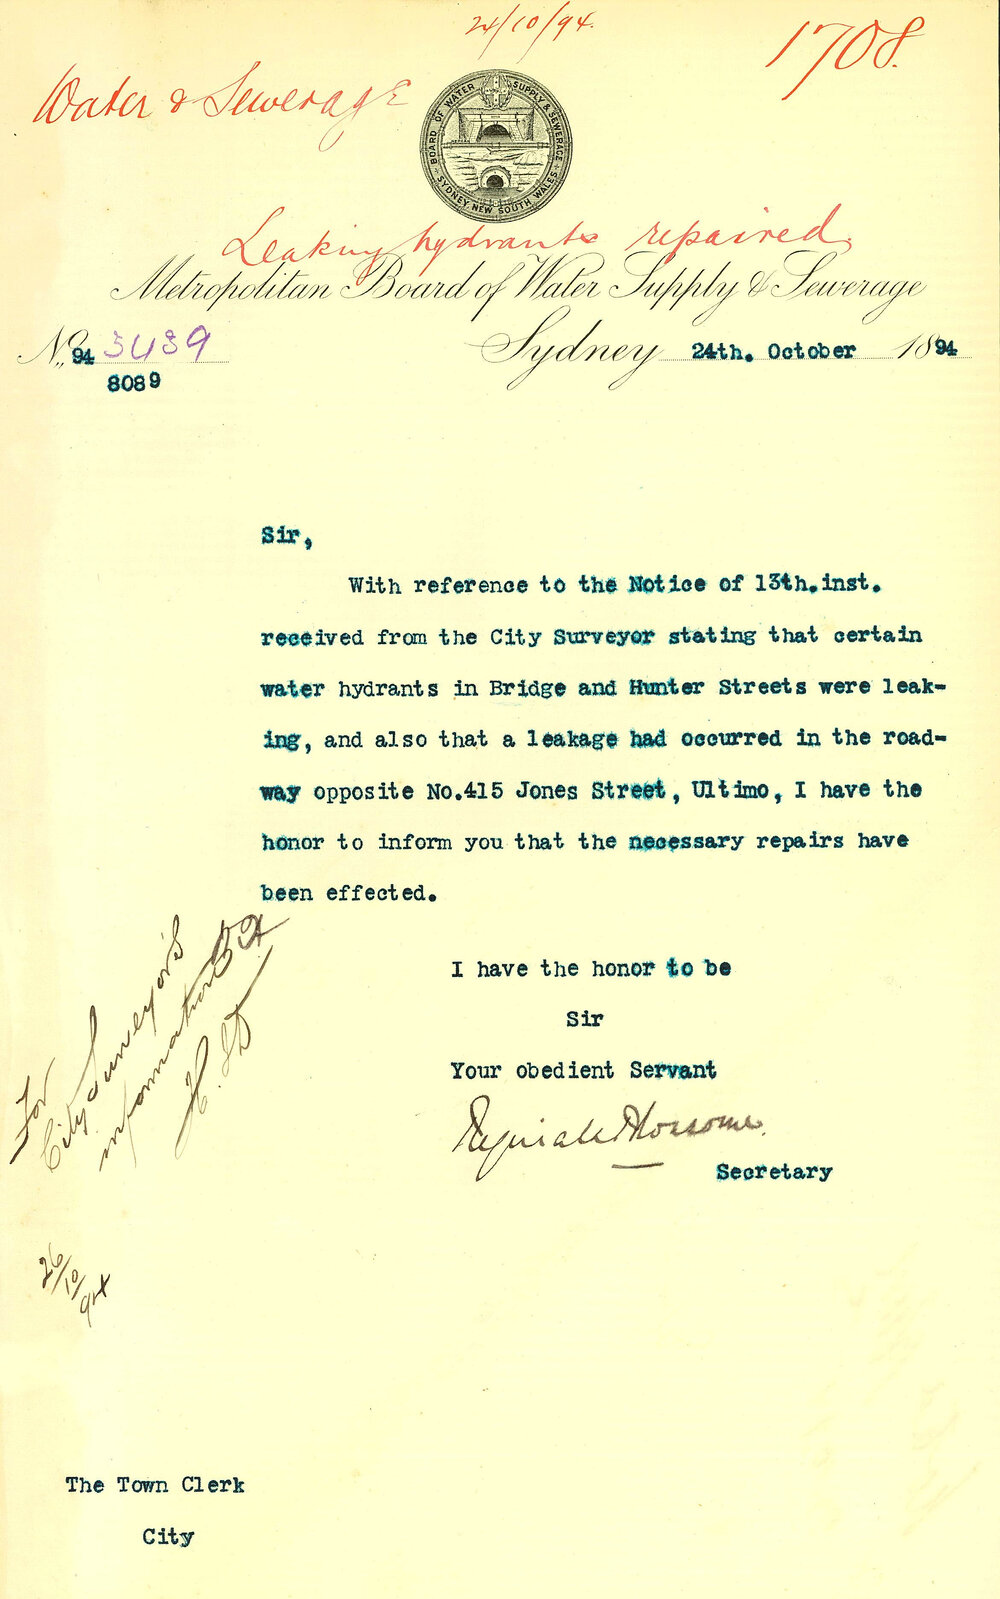 24/10/94.
1708.
Water & Sewerage
BOARD OF WATER SUPPLY & SEWERAGE
SYDNEY NEW SOUTH WALES
Leaking hydrants repaired.
Metropolitan Board of Water Supply & Sewerage
No. 94 3439
8089
Sydney 24th. October 1894
Sir,
With reference to the Notice of 13th.inst.
received from the City Surveyor stating that certain
water hydrants in Bridge and Hunter Streets were leak-
ing, and also that a leakage had occurred in the road-
way opposite No.415 Jones Street, Ultimo, I have the
honor to inform you that the necessary repairs have
been effected.
I have the honor to be
Sir
Your obedient Servant
Secretary
For
City Surveyor's
information
26/10/94
The Town Clerk
City